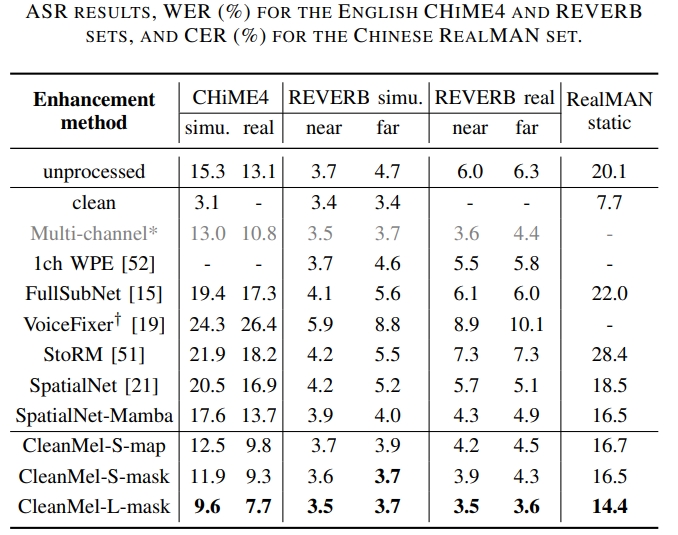 ASR RESULTS, WER (%) FOR THE ENGLISH CHIME4 AND REVERB
SETS, AND CER (%) FOR THE CHINESE REALMAN SET.
Enhancement method CHiME4 REVERB simu. REVERB real RealMAN static
simu. real near far near far
unprocessed 15.3 13.1 3.7 4.7 6.0 6.3 20.1
clean 3.1 - 3.4 3.4 - - 7.7
Multi-channel* 13.0 10.8 3.5 3.7 3.6 4.4 -
1ch WPE [52] - - 3.7 4.6 5.5 5.8 -
FullSubNet [15] 19.4 17.3 4.1 5.6 6.1 6.0 22.0
VoiceFixer† [19] 24.3 26.4 5.9 8.8 8.9 10.1 -
StoRM [51] 21.9 18.2 4.2 5.5 7.3 7.3 28.4
SpatialNet [21] 20.5 16.9 4.2 5.2 5.7 5.1 18.5
SpatialNet-Mamba 17.6 13.7 3.9 4.0 4.3 4.9 16.5
CleanMel-S-map 12.5 9.8 3.7 3.9 4.2 4.5 16.7
CleanMel-S-mask 11.9 9.3 3.6 3.7 3.9 4.3 16.5
CleanMel-L-mask 9.6 7.7 3.5 3.7 3.5 3.6 14.4